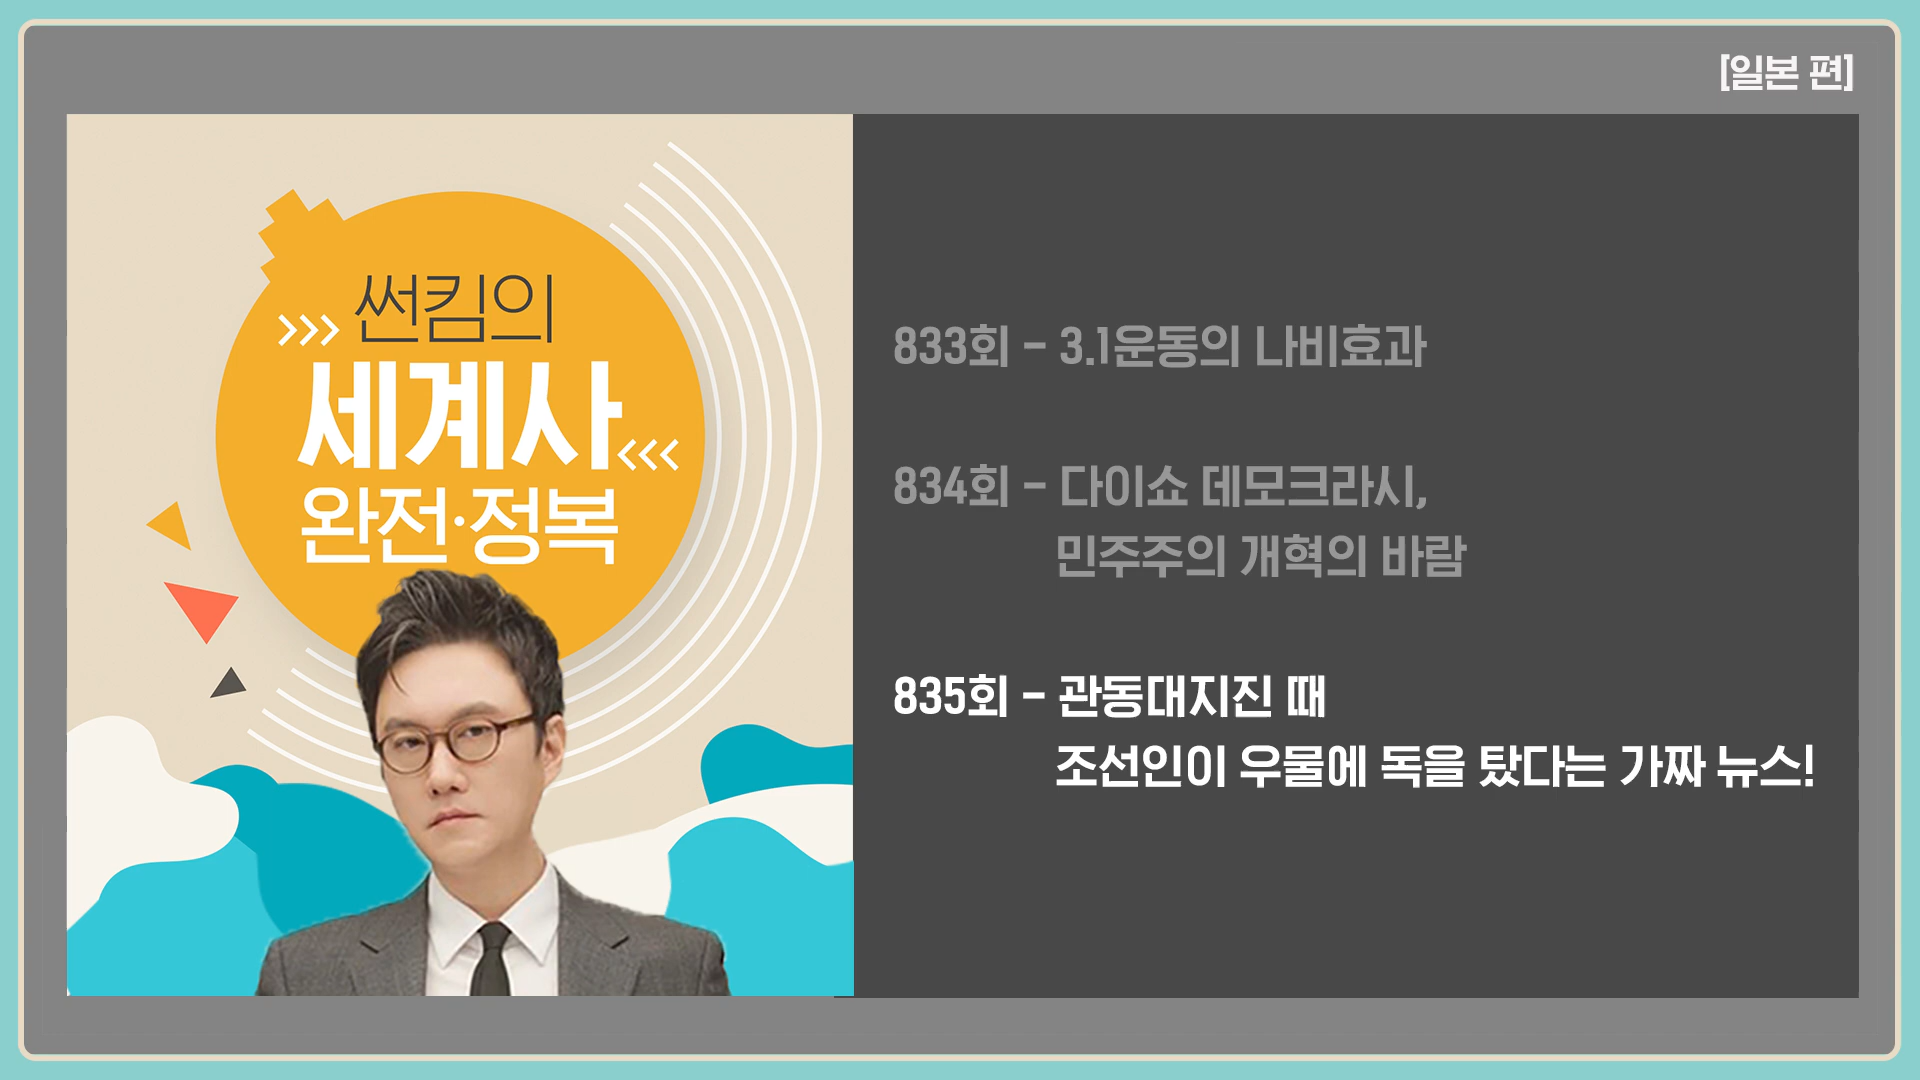 [일본 편]
썬킴의
세계사
완전·정복
833회 - 3.1운동의 나비효과
834회 - 다이쇼 데모크라시,
민주주의 개혁의 바람
835회 - 관동대지진 때
조선인이 우물에 독을 탔다는 가짜 뉴스!